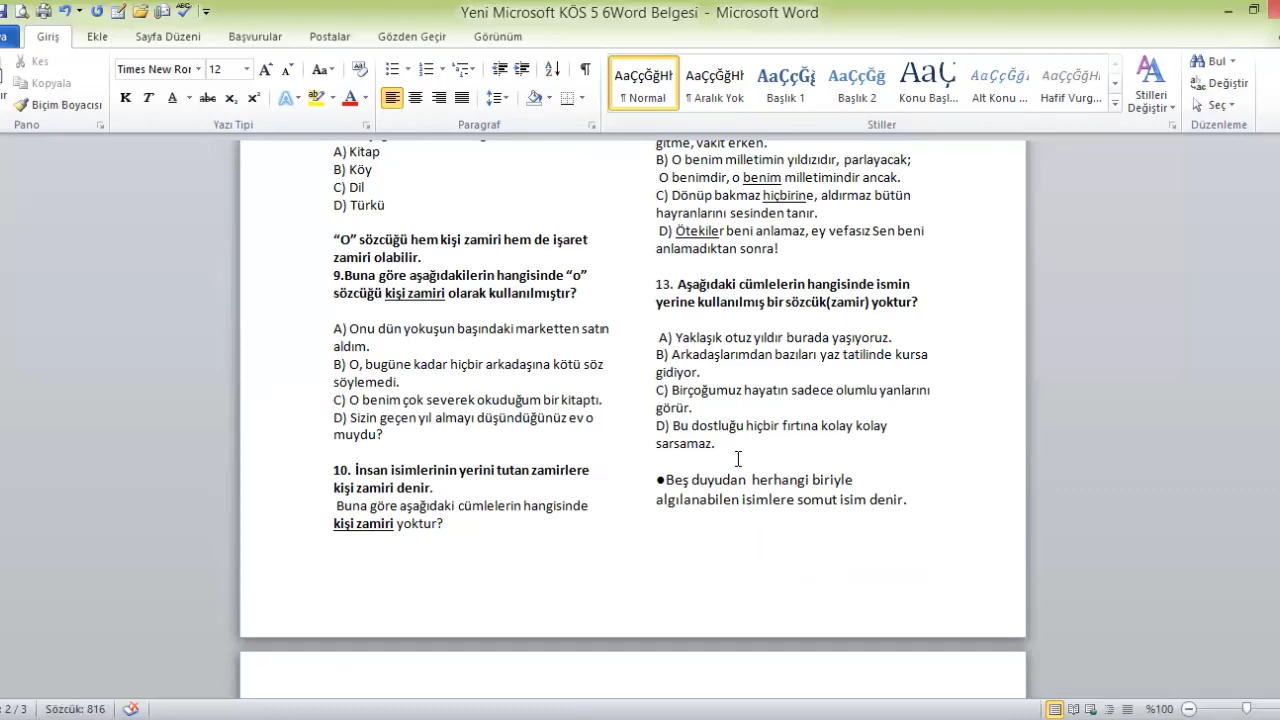 Yeni Microsoft KÖS 5 6Word Belgesi - Microsoft Word
Giriş Ekle Sayfa Düzeni Başvurular Postalar Gözden Geçir Görünüm
Kes
Kopyala
Biçim Boyacısı
Pano
Times New Ror 12
Yazı Tipi
Paragraf
AaÇçĞğHł AaÇçĞğHł AaÇçĞğ AaÇçĞğ AaÇ AaÇçĞğı AaÇçĞğHı
¶ Normal ¶ Aralık Yok Başlık 1 Başlık 2 Konu Başl... Alt Konu ... Hafif Vurg...
Stiller
Stilleri
Değiştir
Bul
Değiştir
Seç
Düzenleme
A) Kitap
B) Köy
C) Dil
D) Türkü
“O” sözcüğü hem kişi zamiri hem de işaret
zamiri olabilir.
9.Buna göre aşağıdakilerin hangisinde “o”
sözcüğü kişi zamiri olarak kullanılmıştır?
A) Onu dün yokuşun başındaki marketten satın
aldım.
B) O, bugüne kadar hiçbir arkadaşına kötü söz
söylemedi.
C) O benim çok severek okuduğum bir kitaptı.
D) Sizin geçen yıl almayı düşündüğünüz ev o
muydu?
10. İnsan isimlerinin yerini tutan zamirlere
kişi zamiri denir.
Buna göre aşağıdaki cümlelerin hangisinde
kişi zamiri yoktur?
gitme, vakit erken.
B) O benim milletimin yıldızıdır, parlayacak;
O benimdir, o benim milletimindir ancak.
C) Dönüp bakmaz hiçbirine, aldırmaz bütün
hayranlarını sesinden tanır.
D) Ötekiler beni anlamaz, ey vefasız Sen beni
anlamadıktan sonra!
13. Aşağıdaki cümlelerin hangisinde ismin
yerine kullanılmış bir sözcük(zamir) yoktur?
A) Yaklaşık otuz yıldır burada yaşıyoruz.
B) Arkadaşlarımdan bazıları yaz tatilinde kursa
gidiyor.
C) Birçoğumuz hayatın sadece olumlu yanlarını
görür.
D) Bu dostluğu hiçbir fırtına kolay kolay
sarsamaz.
●Beş duyudan herhangi biriyle
algılanabilen isimlere somut isim denir.
: 2 / 3 Sözcük: 816 %100